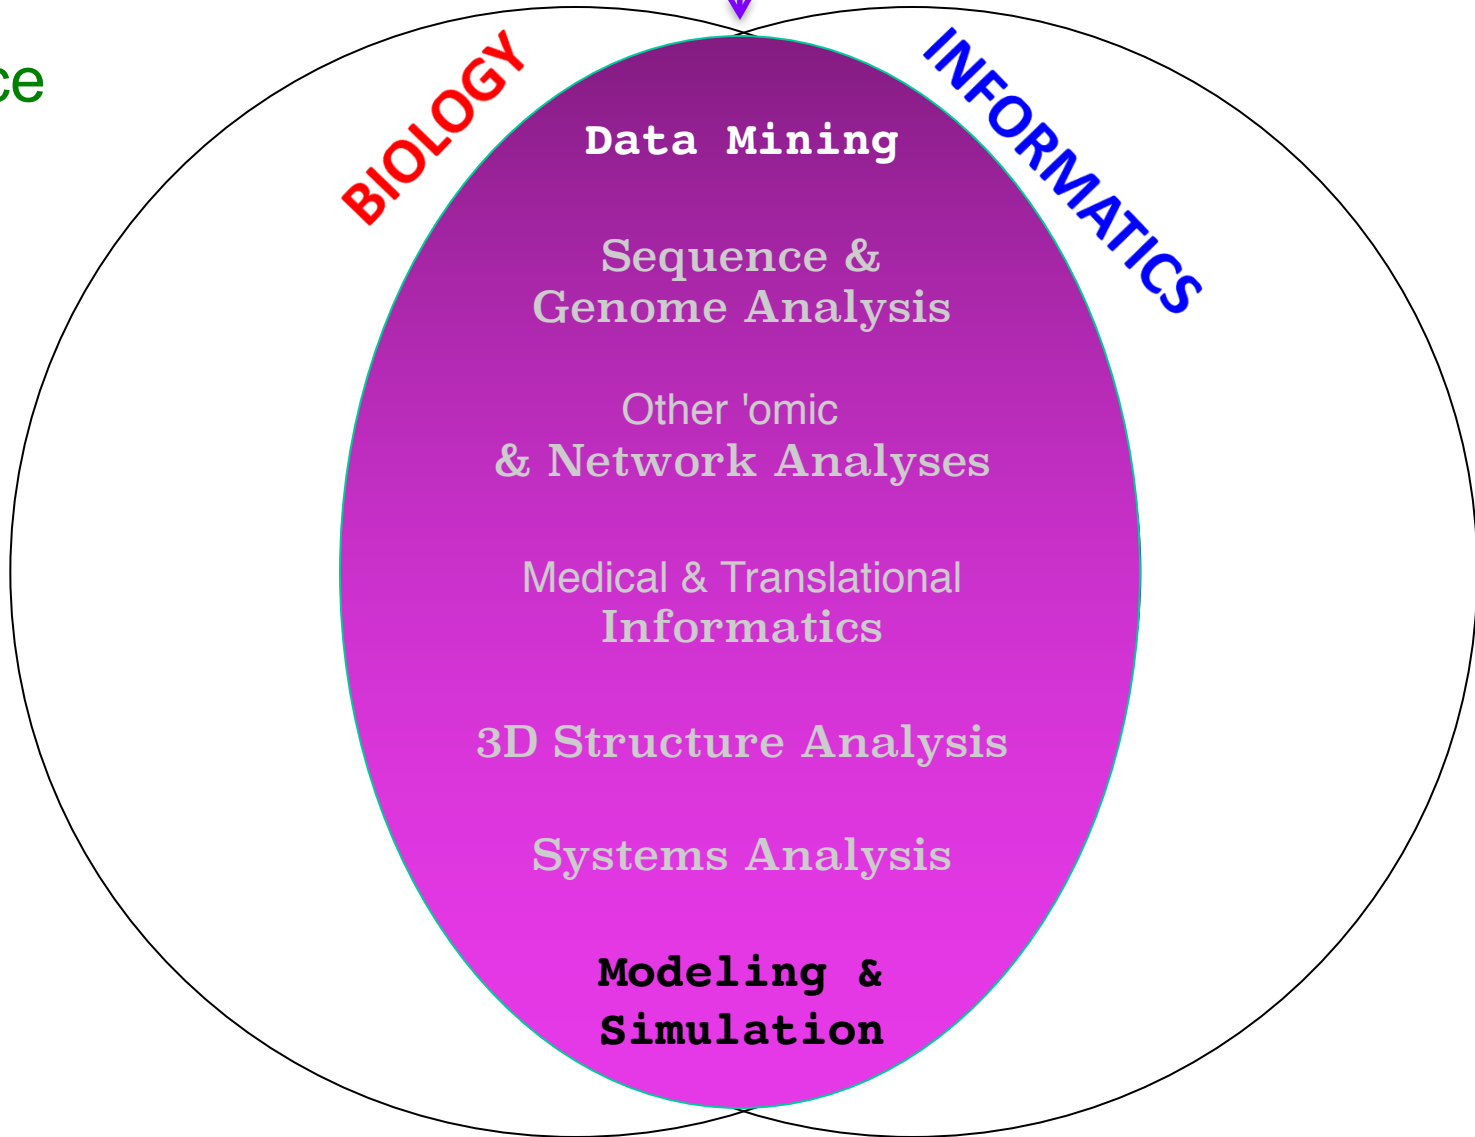 ce
BIOLOGY
INFORMATICS
Data Mining
Sequence &
Genome Analysis
Other 'omic
& Network Analyses
Medical & Translational
Informatics
3D Structure Analysis
Systems Analysis
Modeling &
Simulation